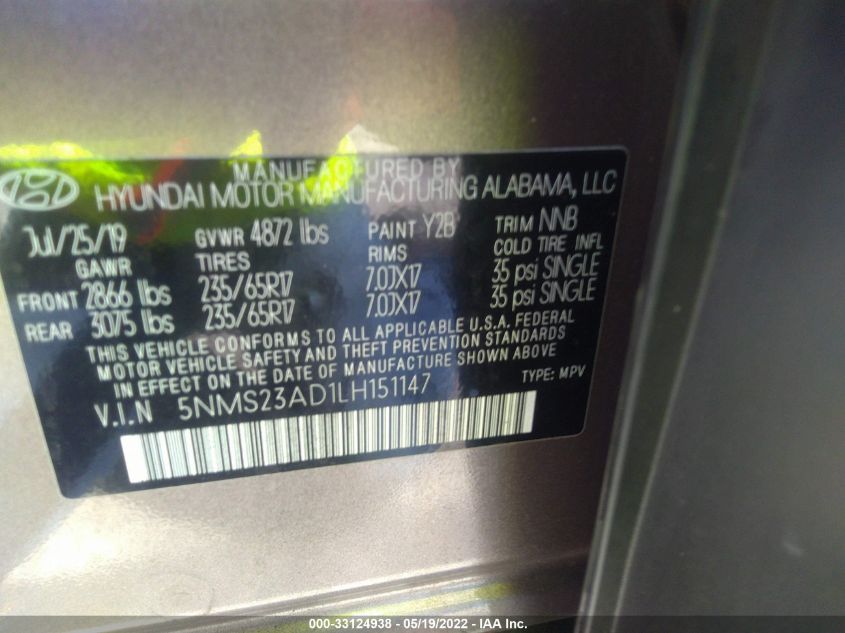 MANUFACTURED BY
HYUNDAI MOTOR MANUFACTURING ALABAMA, LLC
JUL/25/19 GVWR 4872 lbs PAINT Y2B TRIM NNB
GAWR TIRES RIMS COLD TIRE INFL
FRONT 2866 lbs 235/65R17 7.0JX17 35 psi SINGLE
REAR 3075 lbs 235/65R17 7.0JX17 35 psi SINGLE
THIS VEHICLE CONFORMS TO ALL APPLICABLE U.S.A. FEDERAL
MOTOR VEHICLE SAFETY AND THEFT PREVENTION STANDARDS
IN EFFECT ON THE DATE OF MANUFACTURE SHOWN ABOVE
V.I.N 5NMS23AD1LH151147 TYPE: MPV
000-33124938 - 05/19/2022 - IAA Inc.